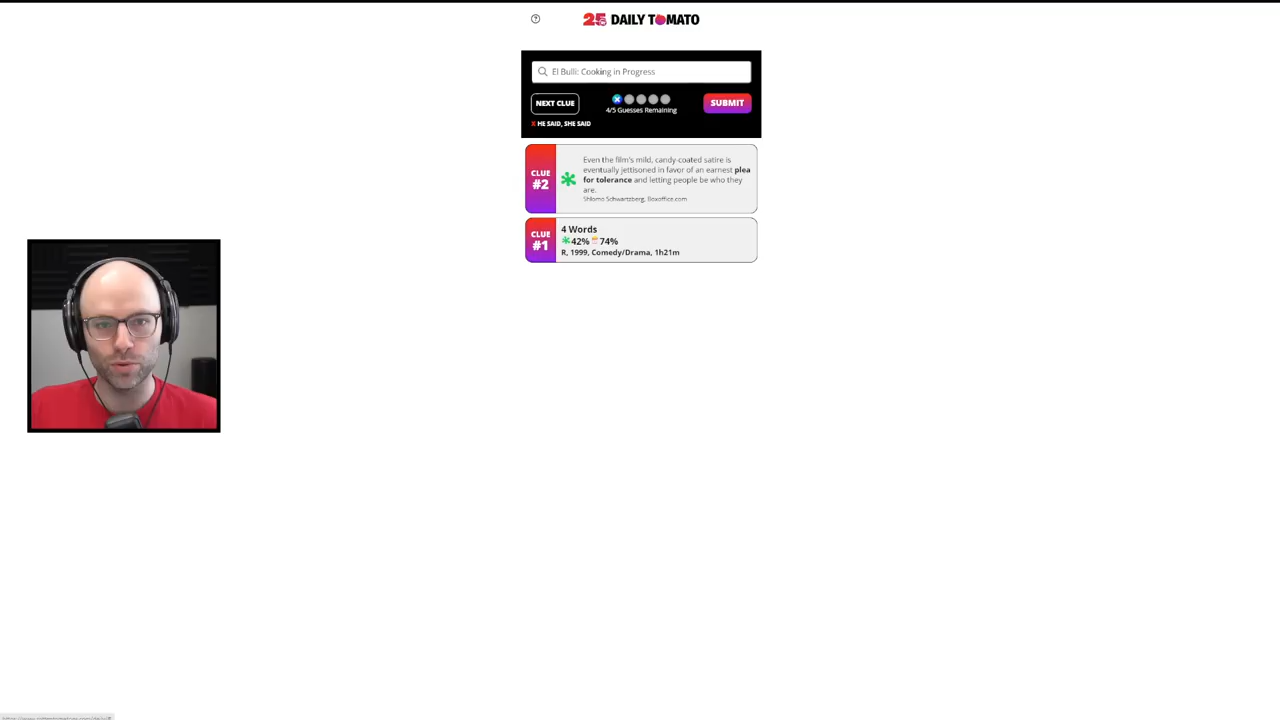 25 DAILY TOMATO
El Bulli: Cooking in Progress
NEXT CLUE
4/5 Guesses Remaining
SUBMIT
X HE SAID, SHE SAID
CLUE
#2
Even the film's mild, candy-coated satire is
eventually jettisoned in favor of an earnest plea
for tolerance and letting people be who they
are.
Shlomo Schwartzberg, Boxoffice.com
CLUE
#1
4 Words
42% 74%
R, 1999, Comedy/Drama, 1h21m